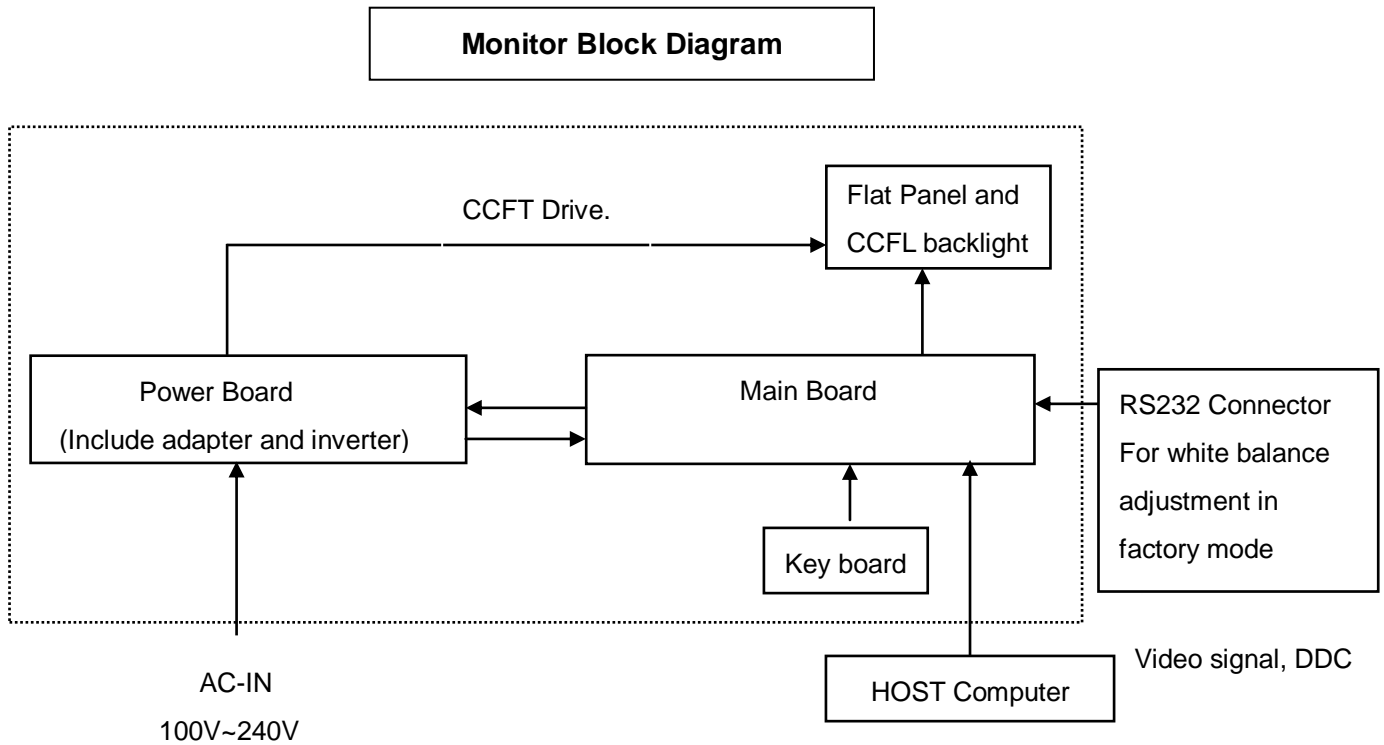 Monitor Block Diagram
CCFT Drive.
Flat Panel and
CCFL backlight
Power Board
(Include adapter and inverter)
Main Board
RS232 Connector
For white balance
adjustment in
factory mode
Key board
AC-IN
100V~240V
HOST Computer
Video signal, DDC